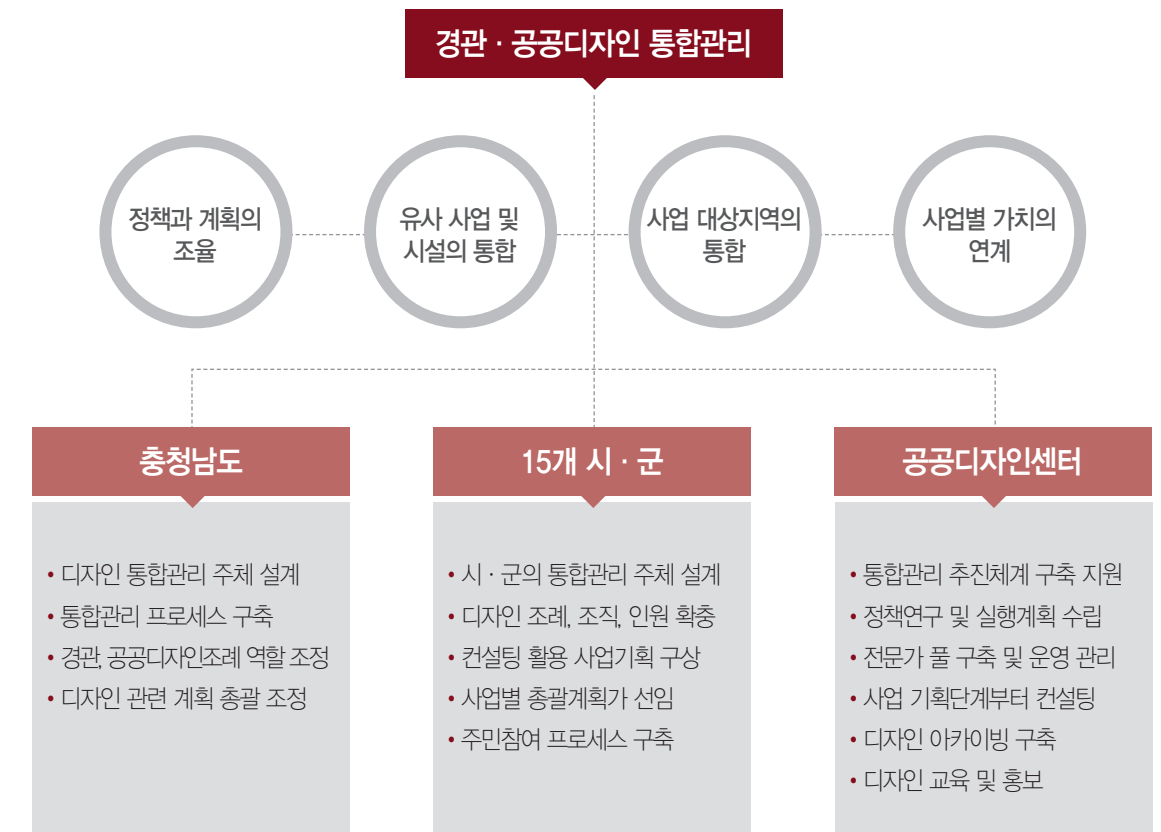 경관 · 공공디자인 통합관리
정책과 계획의
조율
유사 사업 및
시설의 통합
사업 대상지역의
통합
사업별 가치의
연계
충청남도
• 디자인 통합관리 주체 설계
• 통합관리 프로세스 구축
• 경관, 공공디자인조례 역할 조정
• 디자인 관련 계획 총괄 조정
15개 시 · 군
• 시 · 군의 통합관리 주체 설계
• 디자인 조례, 조직, 인원 확충
• 컨설팅 활용 사업기획 구상
• 사업별 총괄계획가 선임
• 주민참여 프로세스 구축
공공디자인센터
• 통합관리 추진체계 구축 지원
• 정책연구 및 실행계획 수립
• 전문가 풀 구축 및 운영 관리
• 사업 기획단계부터 컨설팅
• 디자인 아카이빙 구축
• 디자인 교육 및 홍보